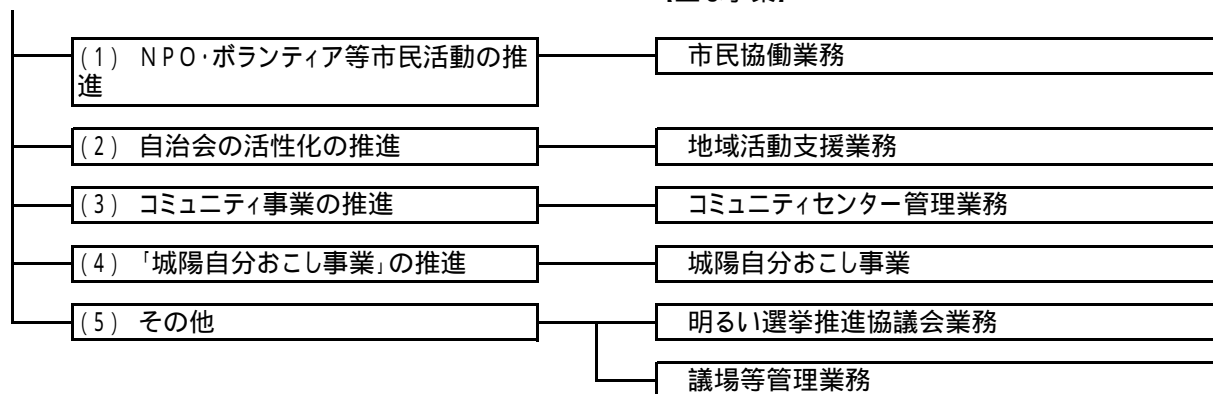 (1) NPO・ボランティア等市民活動の推
進
市民協働業務
(2) 自治会の活性化の推進
地域活動支援業務
(3) コミュニティ事業の推進
コミュニティセンター管理業務
(4) 「城陽自分おこし事業」の推進
城陽自分おこし事業
(5) その他
明るい選挙推進協議会業務
議場等管理業務